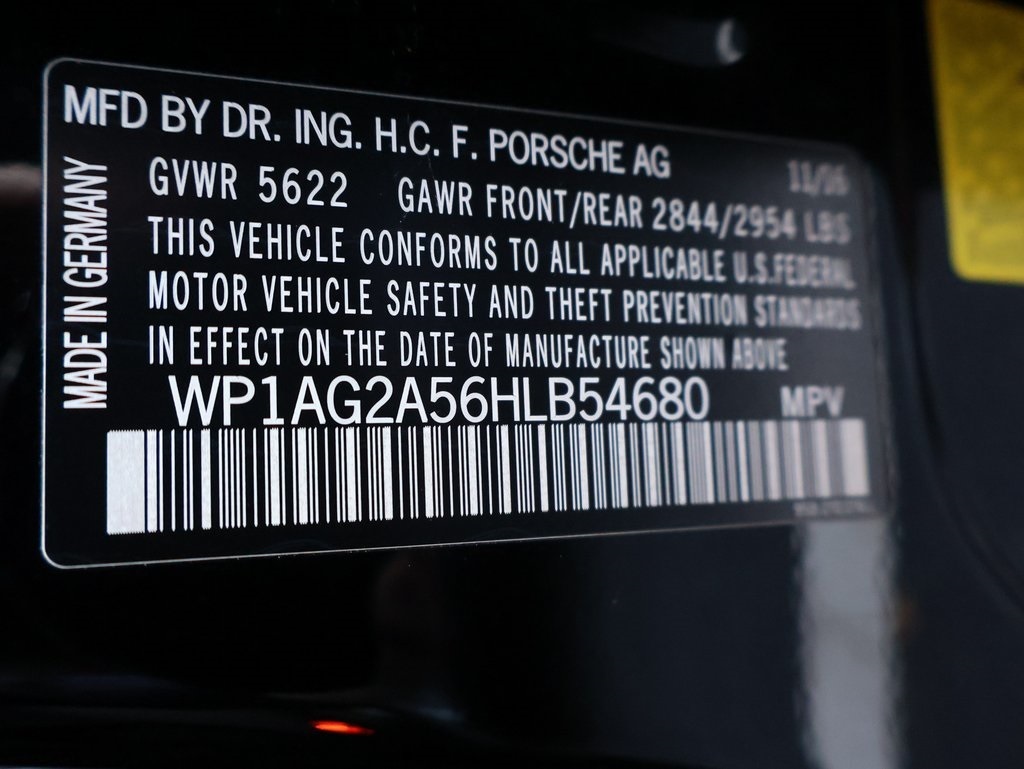 MFD BY DR. ING. H.C. F. PORSCHE AG 11/16
GVWR 5622 GAWR FRONT/REAR 2844/2954 LBS
THIS VEHICLE CONFORMS TO ALL APPLICABLE U.S.FEDERAL
MOTOR VEHICLE SAFETY AND THEFT PREVENTION STANDARDS
IN EFFECT ON THE DATE OF MANUFACTURE SHOWN ABOVE
WP1AG2A56HLB54680 MPV
MADE IN GERMANY